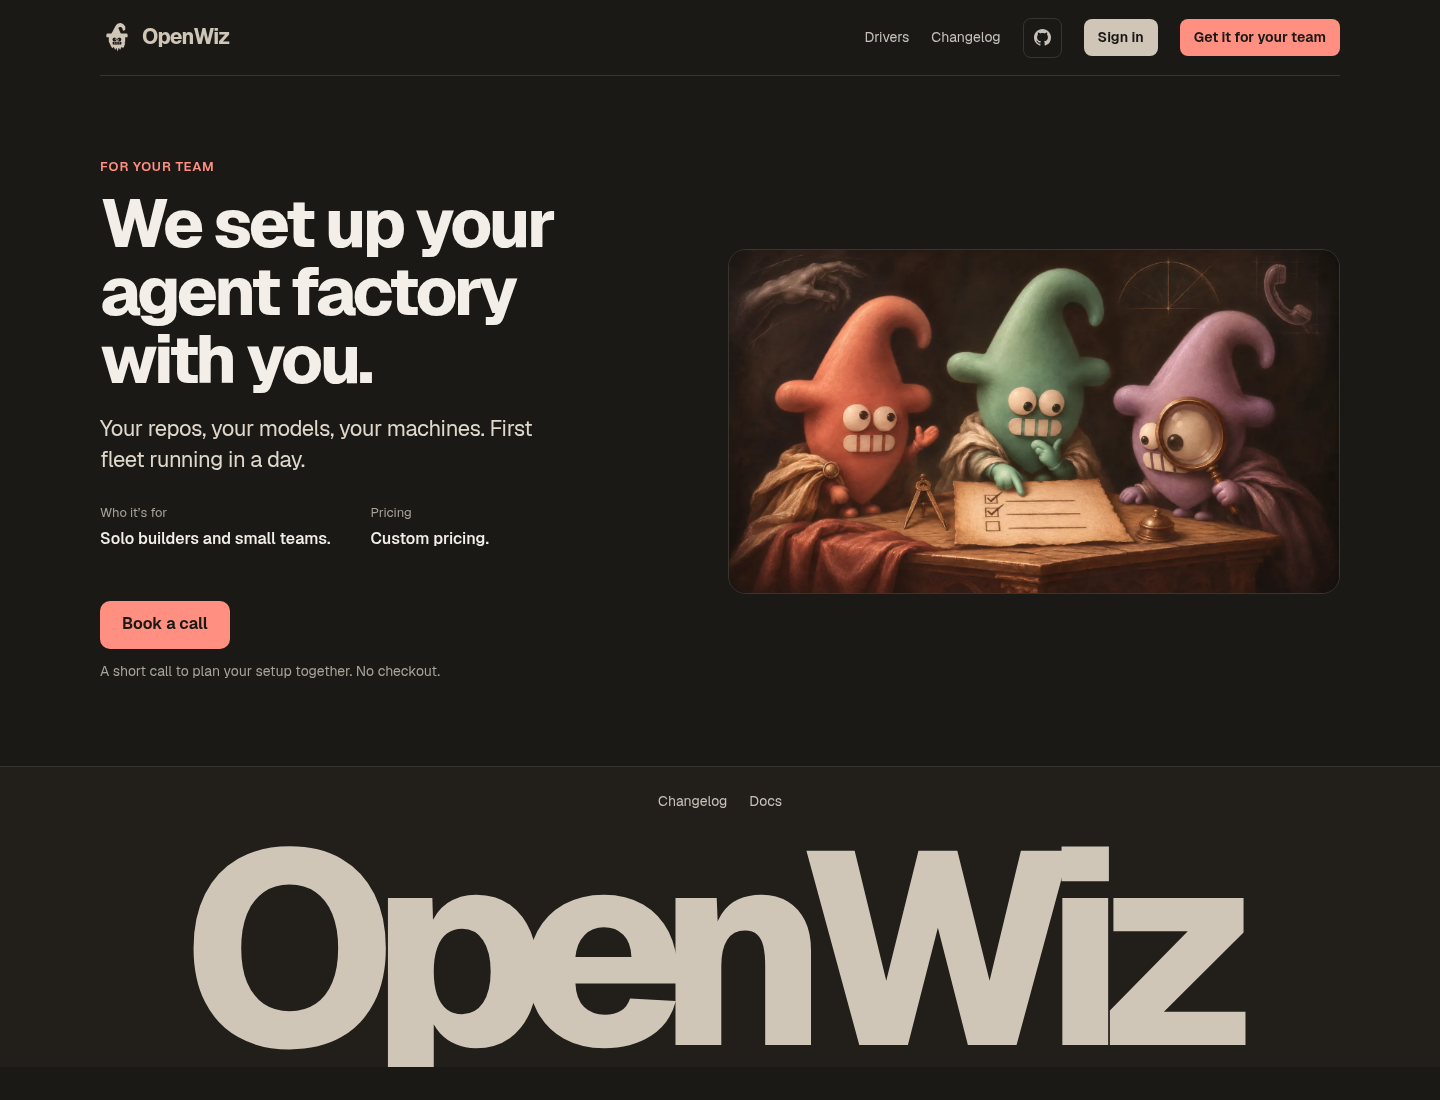 OpenWiz
Drivers
Changelog
Sign in
Get it for your team
FOR YOUR TEAM
We set up your
agent factory
with you.
Your repos, your models, your machines. First
fleet running in a day.
Who it's for
Solo builders and small teams.
Pricing
Custom pricing.
Book a call
A short call to plan your setup together. No checkout.
Changelog
Docs
OpenWiz